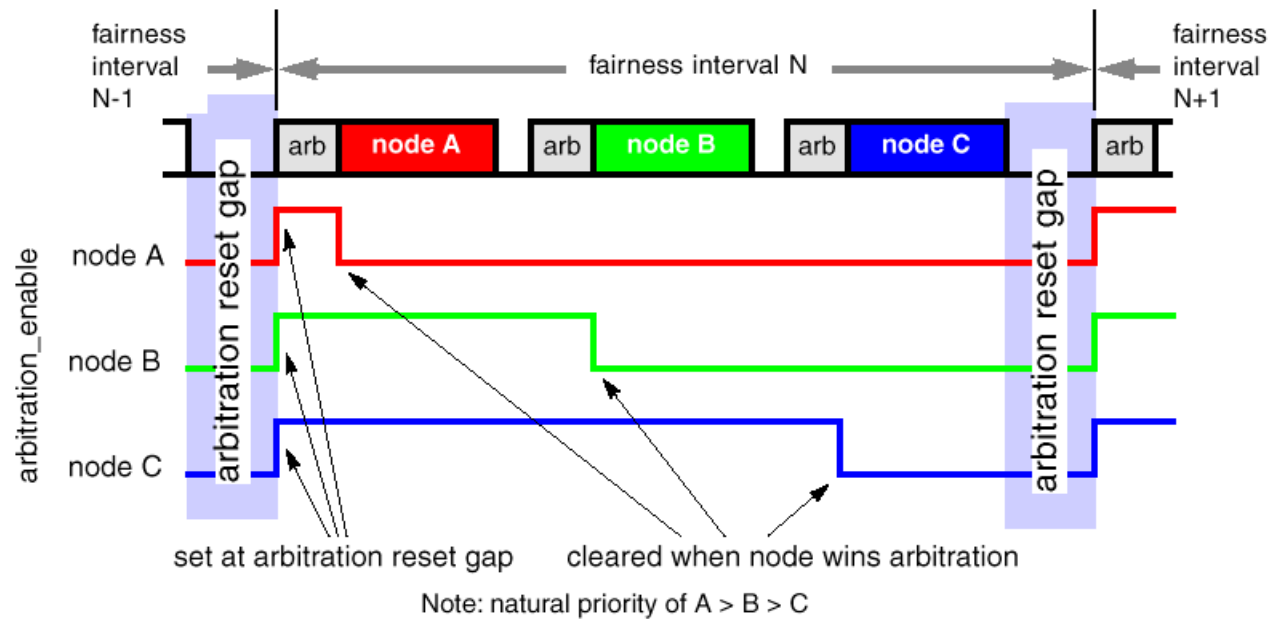 fairness
interval
N-1
fairness interval N
fairness
interval
N+1
arb
node A
arb
node B
arb
node C
arb
arbitration reset gap
arbitration reset gap
arbitration_enable
node A
node B
node C
set at arbitration reset gap
cleared when node wins arbitration
Note: natural priority of A > B > C